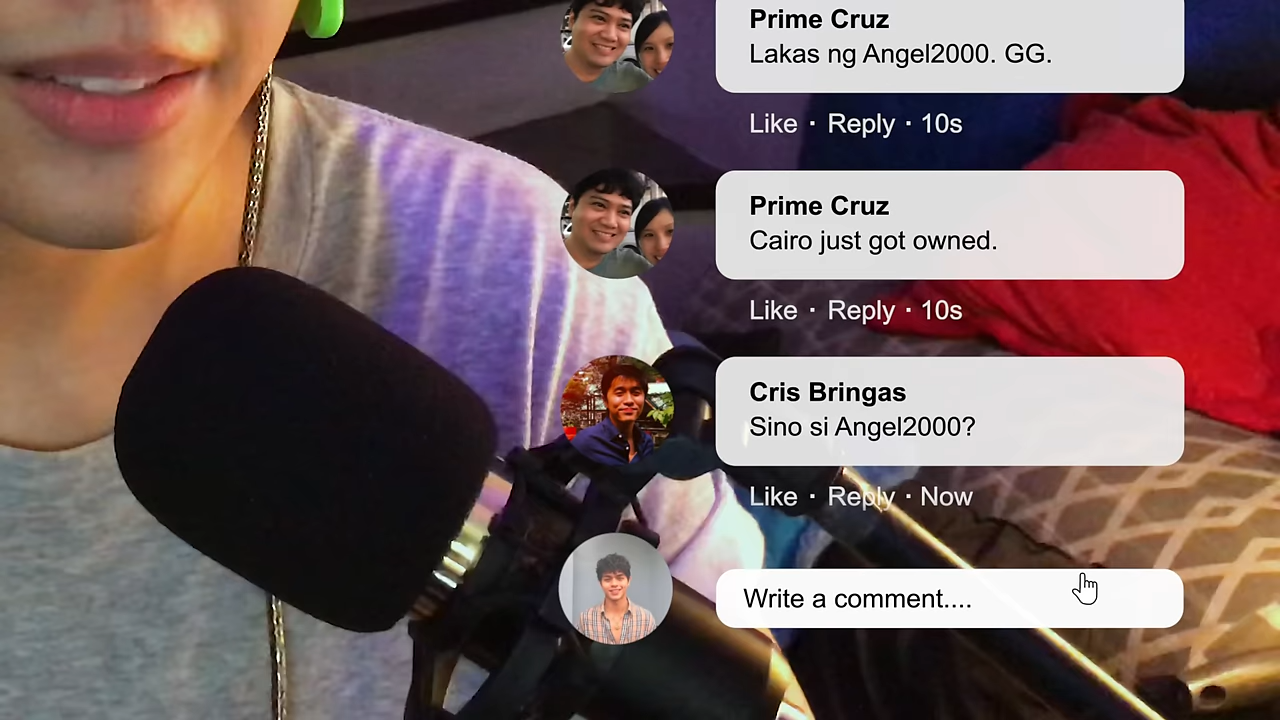 Prime Cruz
Lakas ng Angel2000. GG.
Like · Reply · 10s
Prime Cruz
Cairo just got owned.
Like · Reply · 10s
Cris Bringas
Sino si Angel2000?
Like · Reply · Now
Write a comment....